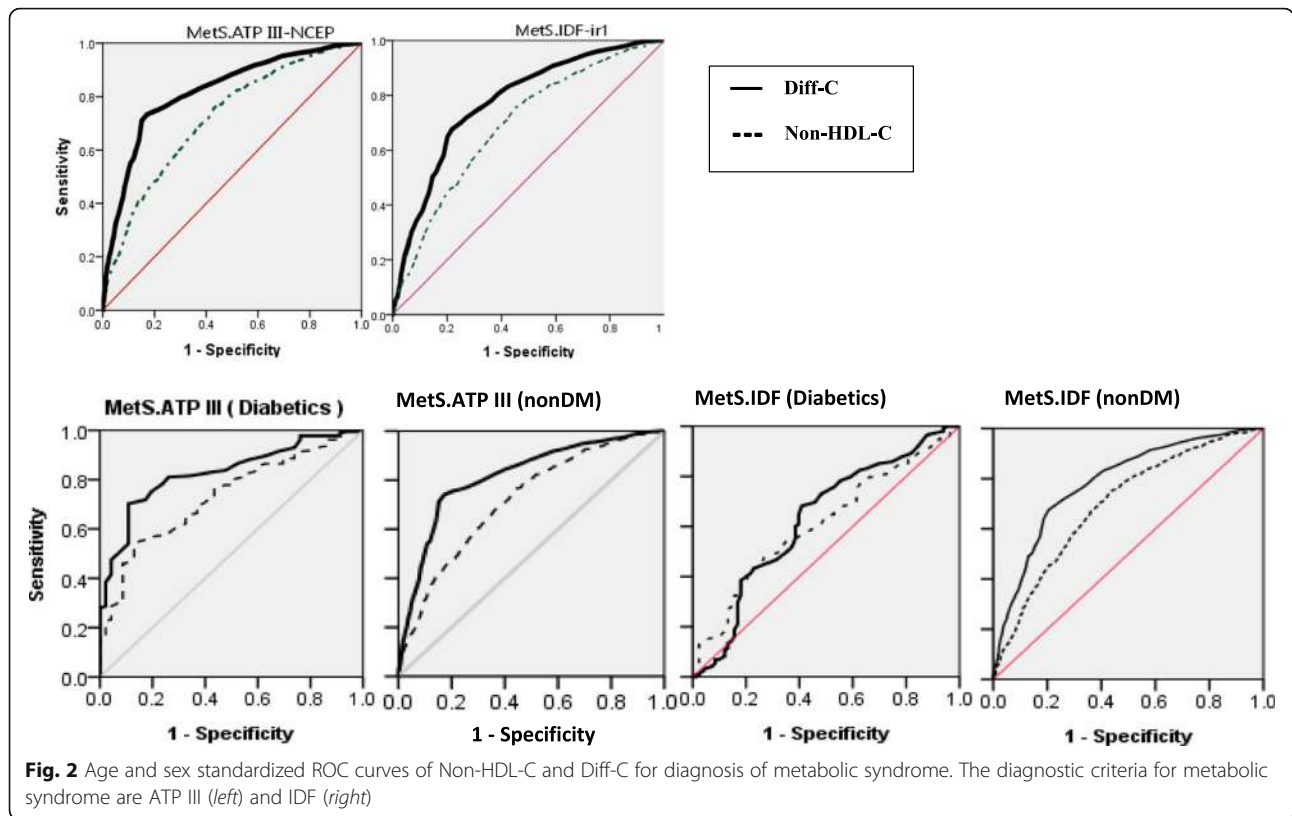 MetS.ATP III-NCEP
MetS.IDF-ir1
Diff-C
Non-HDL-C
1.0
0.8
0.6
0.4
0.2
0.0
Sensitivity
0.0 0.2 0.4 0.6 0.8 1.0
1 - Specificity
1.0
0.8
0.6
0.4
0.2
0.0
0.0 0.2 0.4 0.6 0.8 1
1 - Specificity
MetS.ATP III ( Diabetics )
MetS.ATP III (nonDM)
MetS.IDF (Diabetics)
MetS.IDF (nonDM)
1.0
0.8
0.6
0.4
0.2
0.0
Sensitivity
0.0 0.2 0.4 0.6 0.8 1.0
1 - Specificity
0.0 0.2 0.4 0.6 0.8 1.0
1 - Specificity
0.0 0.2 0.4 0.6 0.8 1.0
1 - Specificity
0.0 0.2 0.4 0.6 0.8 1.0
1 - Specificity
Fig. 2 Age and sex standardized ROC curves of Non-HDL-C and Diff-C for diagnosis of metabolic syndrome. The diagnostic criteria for metabolic
syndrome are ATP III (left) and IDF (right)